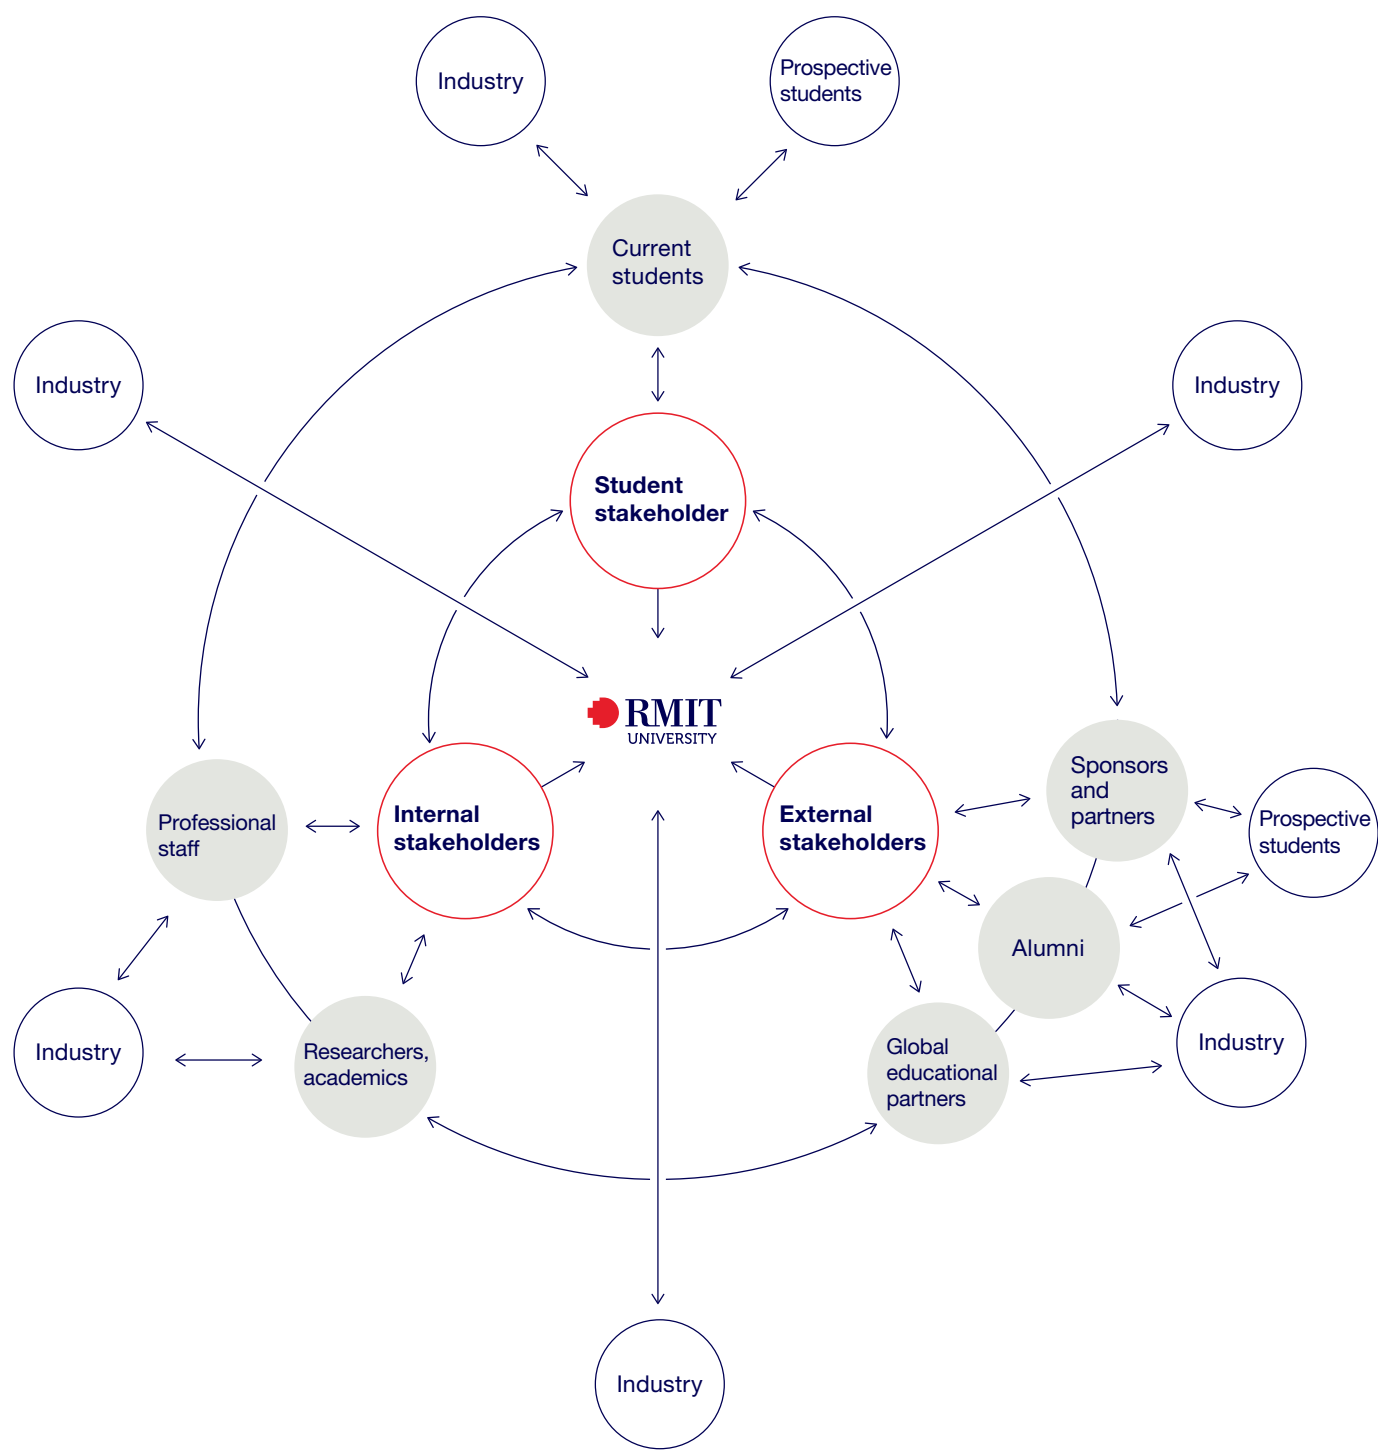 Industry
Prospective
students
Current
students
Industry
Industry
Student
stakeholder
RMIT
UNIVERSITY
Internal
stakeholders
External
stakeholders
Professional
staff
Sponsors
and
partners
Prospective
students
Alumni
Industry
Researchers,
academics
Global
educational
partners
Industry
Industry